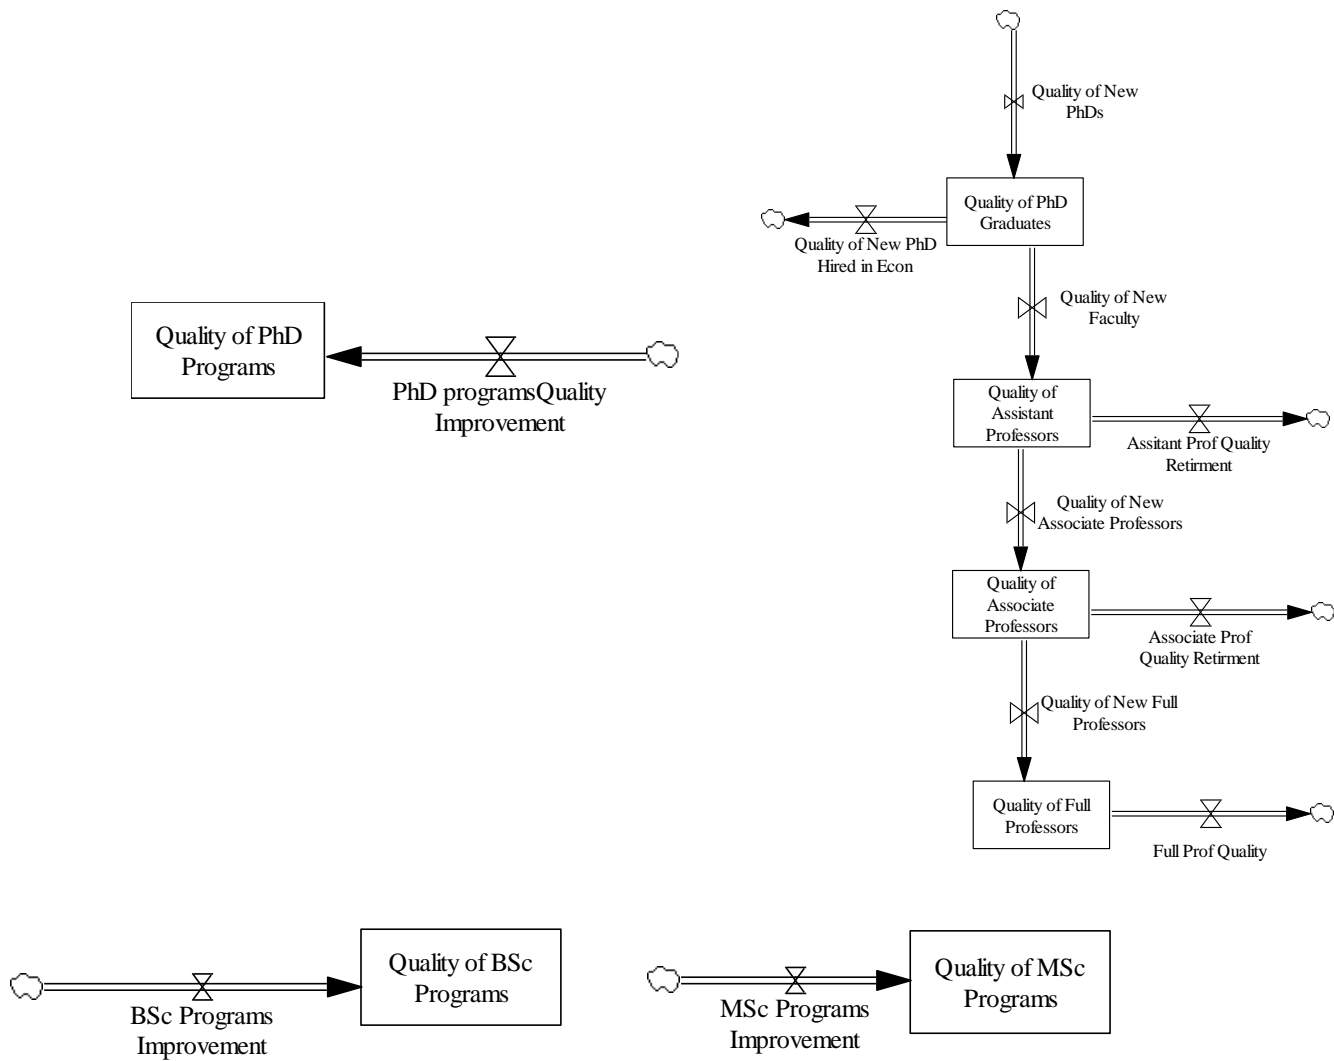 Quality of New
PhDs
Quality of PhD
Graduates
Quality of New PhD
Hired in Econ
Quality of New
Faculty
Quality of PhD
Programs
PhD programsQuality
Improvement
Quality of
Assistant
Professors
Assitant Prof Quality
Retirment
Quality of New
Associate Professors
Quality of
Associate
Professors
Associate Prof
Quality Retirment
Quality of New Full
Professors
Quality of Full
Professors
Full Prof Quality
Quality of BSc
Programs
BSc Programs
Improvement
Quality of MSc
Programs
MSc Programs
Improvement